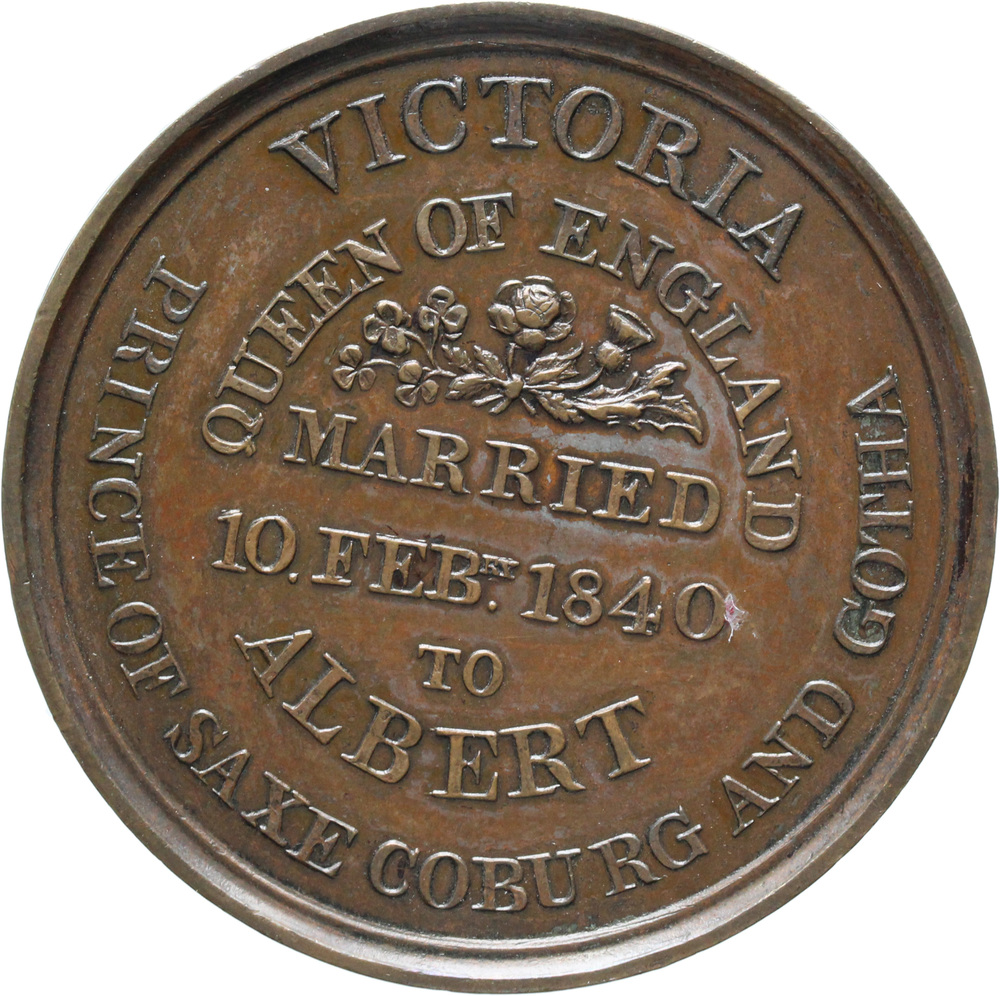 VICTORIA
QUEEN OF ENGLAND
MARRIED
10. FEBRY. 1840
TO
ALBERT
PRINCE OF SAXE COBURG AND GOTHA